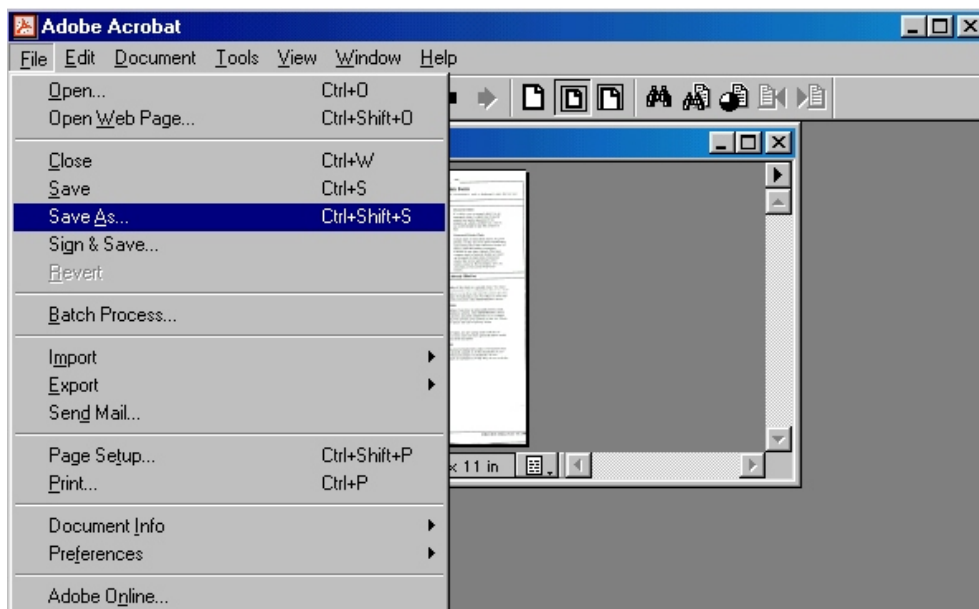 Adobe Acrobat
File Edit Document Tools View Window Help
Open... Ctrl+O
Open Web Page... Ctrl+Shift+O
Close Ctrl+W
Save Ctrl+S
Save As... Ctrl+Shift+S
Sign & Save...
Revert
Batch Process...
Import
Export
Send Mail...
Page Setup... Ctrl+Shift+P
Print... Ctrl+P
Document Info
Preferences
Adobe Online...
x 11 in